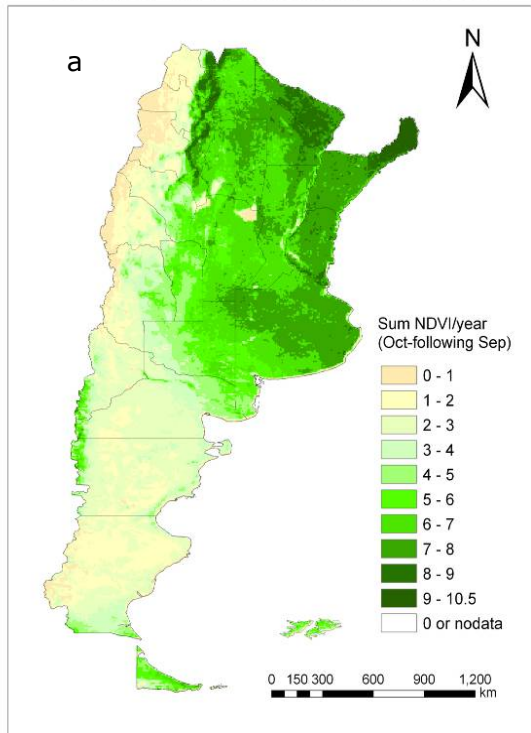 a
N
Sum NDVI/year
(Oct-following Sep)
0 - 1
1 - 2
2 - 3
3 - 4
4 - 5
5 - 6
6 - 7
7 - 8
8 - 9
9 - 10.5
0 or nodata
0 150 300 600 900 1,200
km